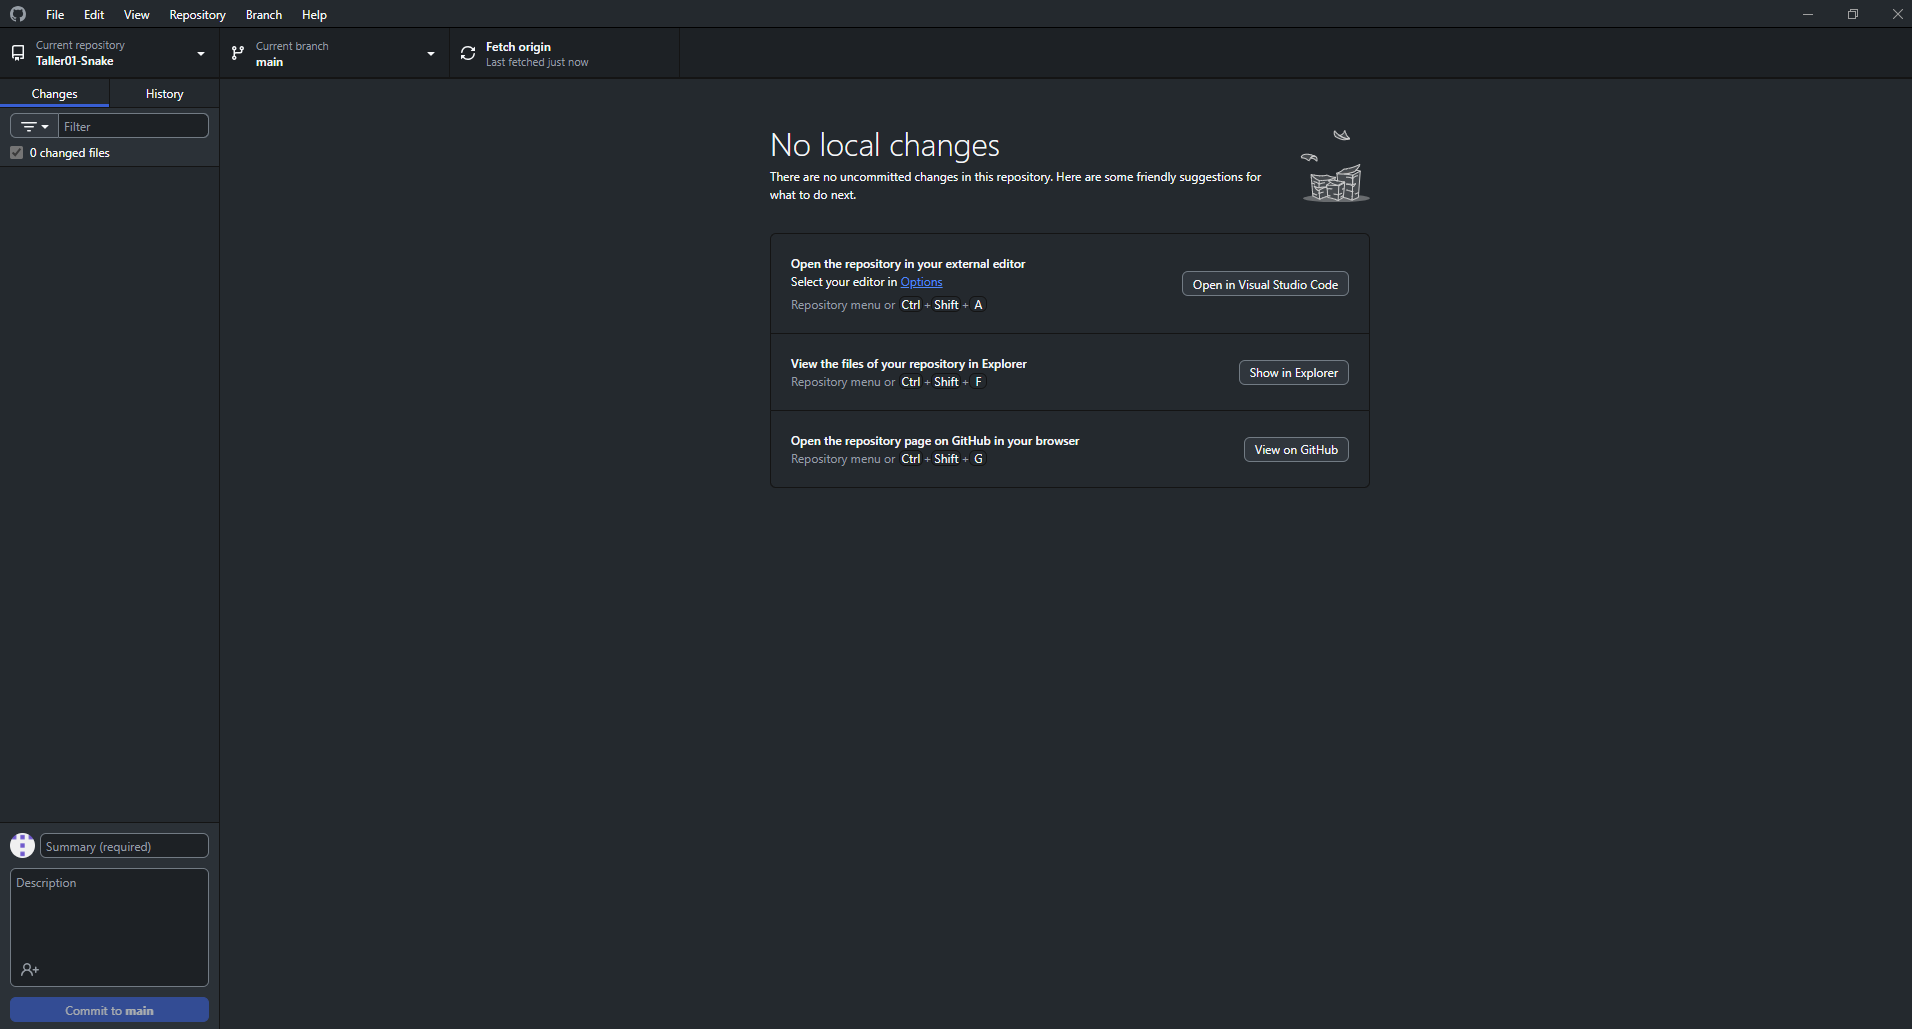 File Edit View Repository Branch Help
Current repository
Taller01-Snake
Current branch
main
Fetch origin
Last fetched just now
Changes
History
Filter
0 changed files
No local changes
There are no uncommitted changes in this repository. Here are some friendly suggestions for
what to do next.
Open the repository in your external editor
Select your editor in Options
Repository menu or Ctrl + Shift + A
Open in Visual Studio Code
View the files of your repository in Explorer
Repository menu or Ctrl + Shift + F
Show in Explorer
Open the repository page on GitHub in your browser
Repository menu or Ctrl + Shift + G
View on GitHub
Summary (required)
Description
Commit to main